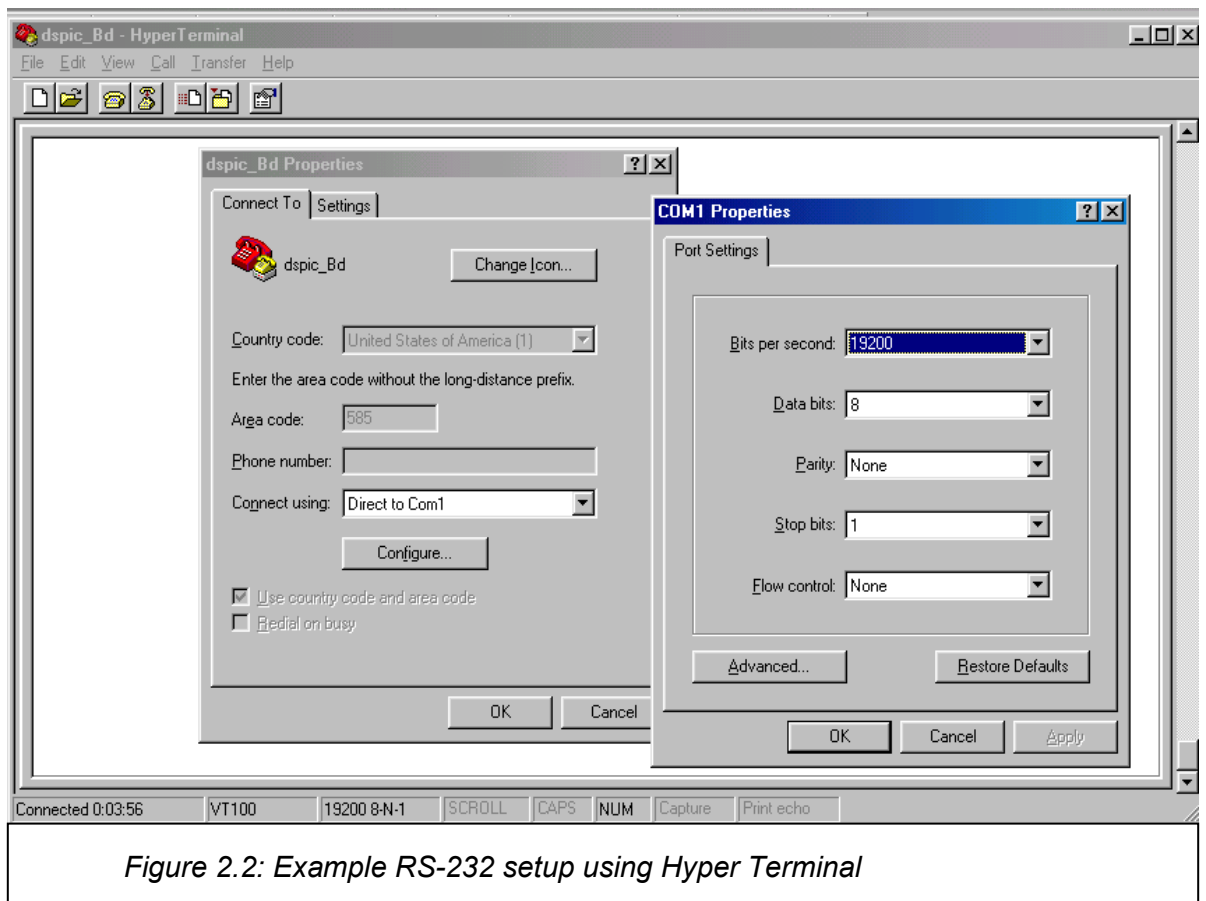 dspic_Bd - HyperTerminal
File Edit View Call Transfer Help
dspic_Bd Properties
Connect To Settings
dspic_Bd
Change Icon...
Country code: United States of America (1)
Enter the area code without the long-distance prefix.
Area code: 585
Phone number:
Connect using: Direct to Com1
Configure...
Use country code and area code
Redial on busy
OK Cancel
COM1 Properties
Port Settings
Bits per second: 19200
Data bits: 8
Parity: None
Stop bits: 1
Flow control: None
Advanced... Restore Defaults
OK Cancel Apply
Connected 0:03:56 VT100 19200 8-N-1 SCROLL CAPS NUM Capture Print echo
Figure 2.2: Example RS-232 setup using Hyper Terminal